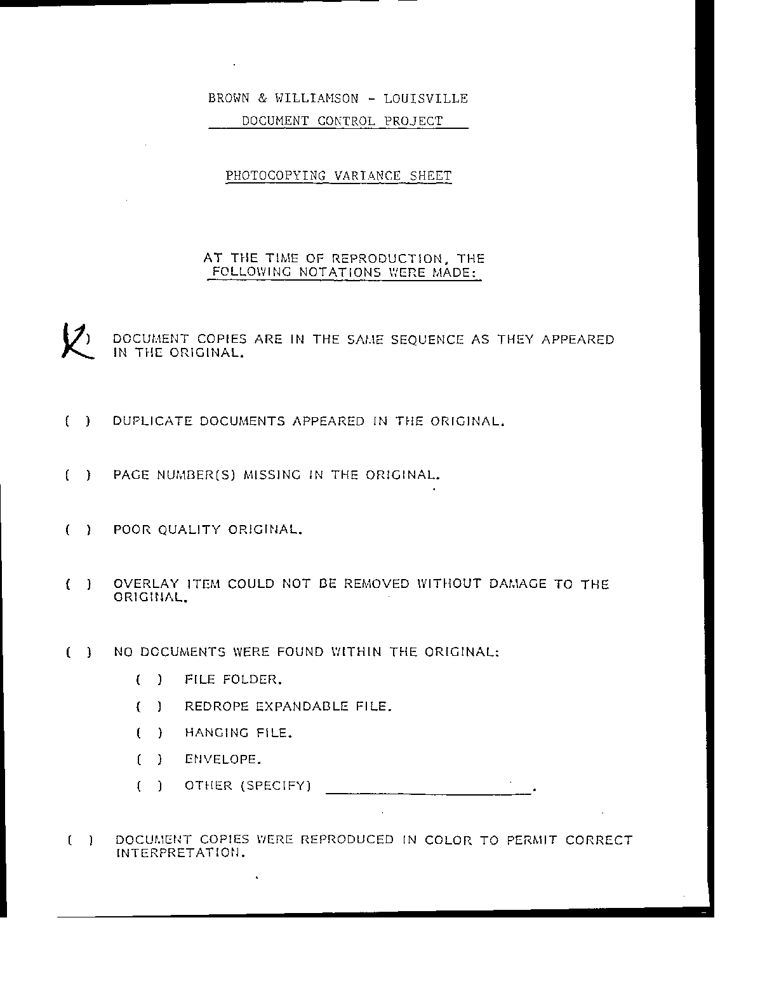 BROWN & WILLIAMSON - LOUISVILLE
DOCUMENT CONTROL PROJECT
PHOTOCOPYING VARIANCE SHEET
AT THE TIME OF REPRODUCTION, THE
FOLLOWING NOTATIONS WERE MADE:
(X) DOCUMENT COPIES ARE IN THE SAME SEQUENCE AS THEY APPEARED
IN THE ORIGINAL.
( ) DUPLICATE DOCUMENTS APPEARED IN THE ORIGINAL.
( ) PAGE NUMBER(S) MISSING IN THE ORIGINAL.
( ) POOR QUALITY ORIGINAL.
( ) OVERLAY ITEM COULD NOT BE REMOVED WITHOUT DAMAGE TO THE
ORIGINAL.
( ) NO DOCUMENTS WERE FOUND WITHIN THE ORIGINAL:
( ) FILE FOLDER.
( ) REDROPE EXPANDABLE FILE.
( ) HANGING FILE.
( ) ENVELOPE.
( ) OTHER (SPECIFY) ____________________.
( ) DOCUMENT COPIES WERE REPRODUCED IN COLOR TO PERMIT CORRECT
INTERPRETATION.